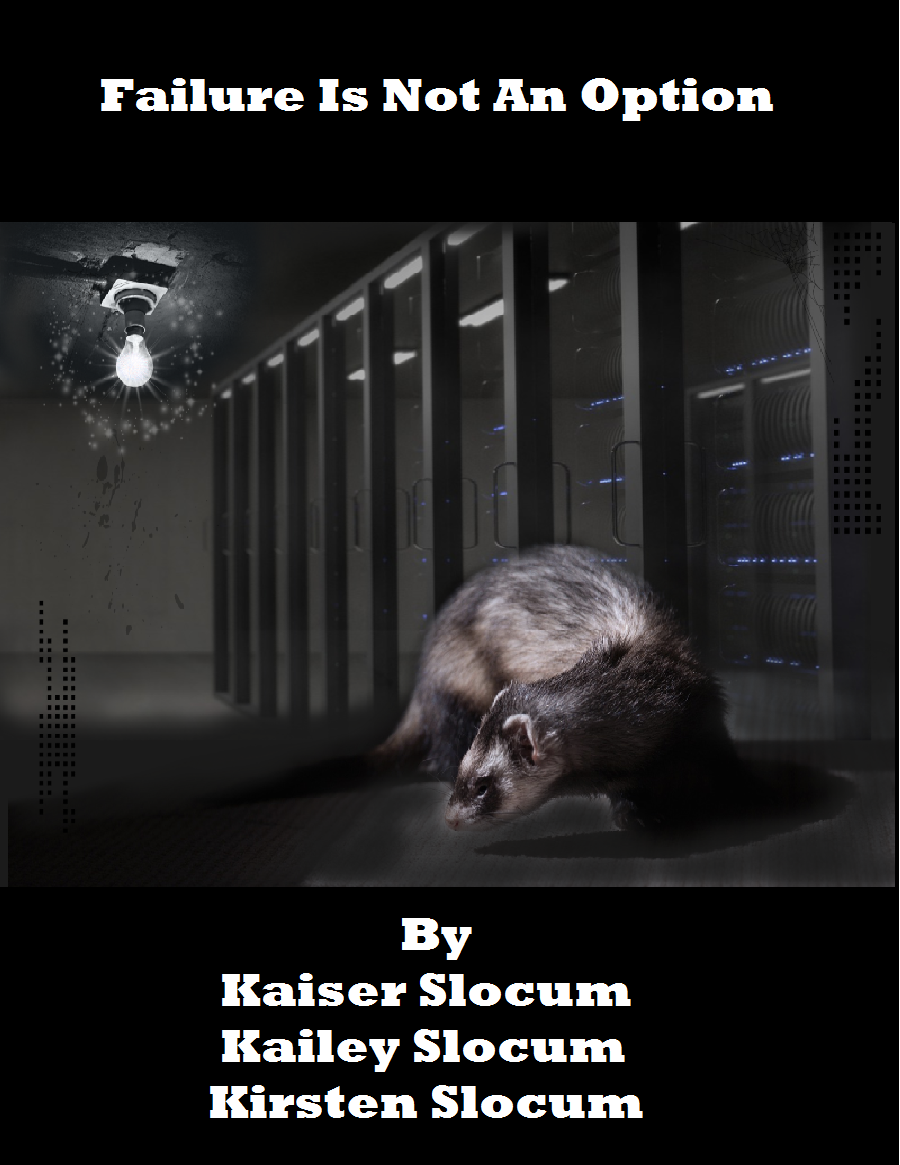 Failure Is Not An Option
By
Kaiser Slocum
Kailey Slocum
Kirsten Slocum